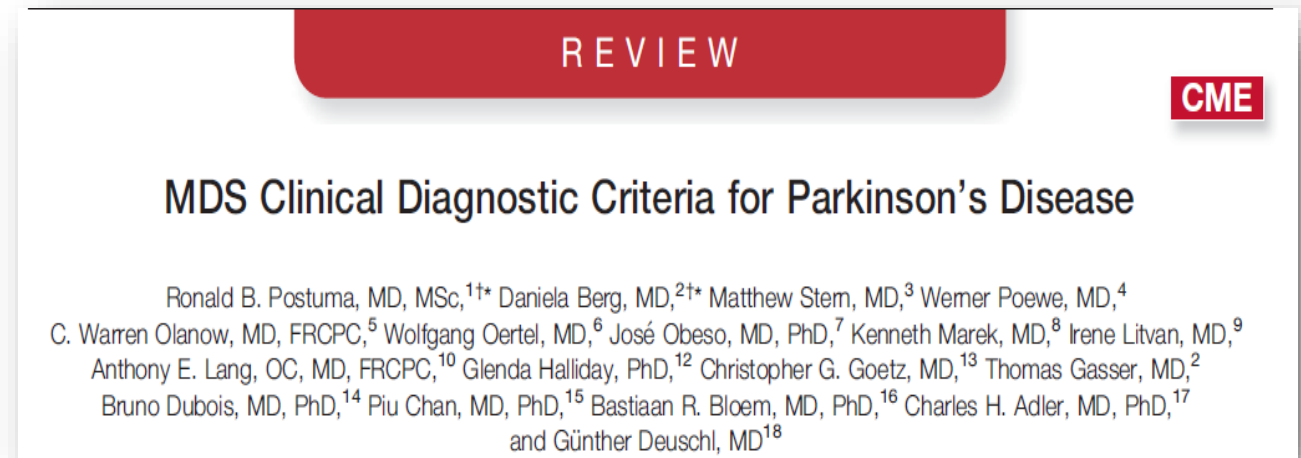 REVIEW
CME
MDS Clinical Diagnostic Criteria for Parkinson's Disease
Ronald B. Postuma, MD, MSc,1†* Daniela Berg, MD,2†* Matthew Stern, MD,3 Werner Poewe, MD,4
C. Warren Olanow, MD, FRCPC,5 Wolfgang Oertel, MD,6 José Obeso, MD, PhD,7 Kenneth Marek, MD,8 Irene Litvan, MD,9
Anthony E. Lang, OC, MD, FRCPC,10 Glenda Halliday, PhD,12 Christopher G. Goetz, MD,13 Thomas Gasser, MD,2
Bruno Dubois, MD, PhD,14 Piu Chan, MD, PhD,15 Bastiaan R. Bloem, MD, PhD,16 Charles H. Adler, MD, PhD,17
and Günther Deuschl, MD18